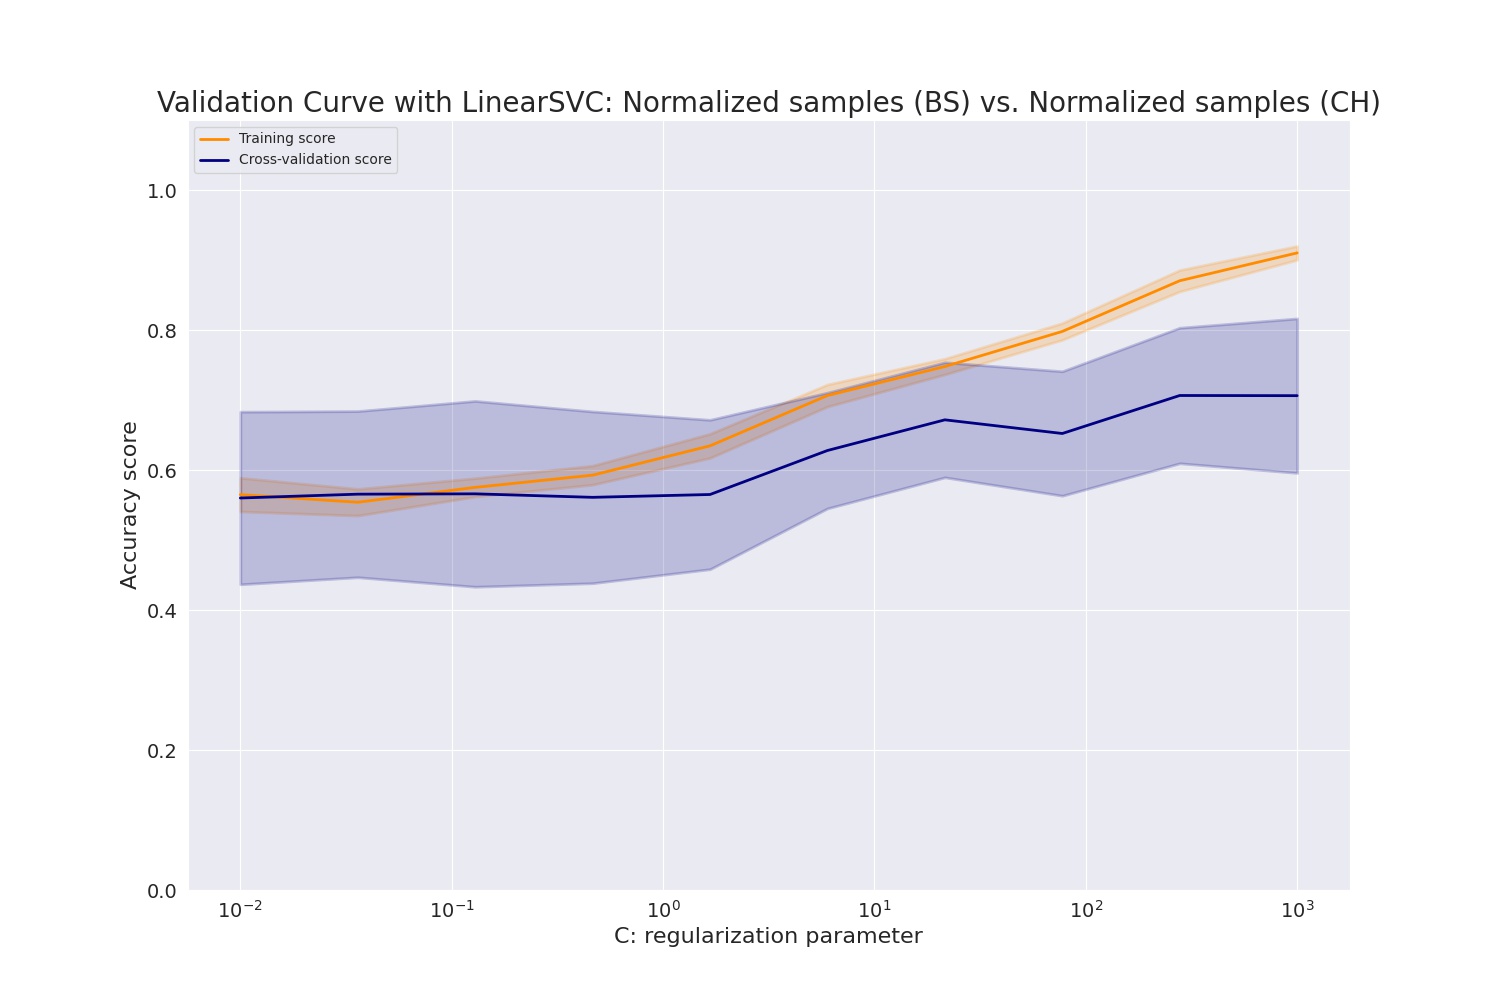 Validation Curve with LinearSVC: Normalized samples (BS) vs. Normalized samples (CH)
Training score
Cross-validation score
1.0
0.8
0.6
0.4
0.2
0.0
Accuracy score
10⁻² 10⁻¹ 10⁰ 10¹ 10² 10³
C: regularization parameter